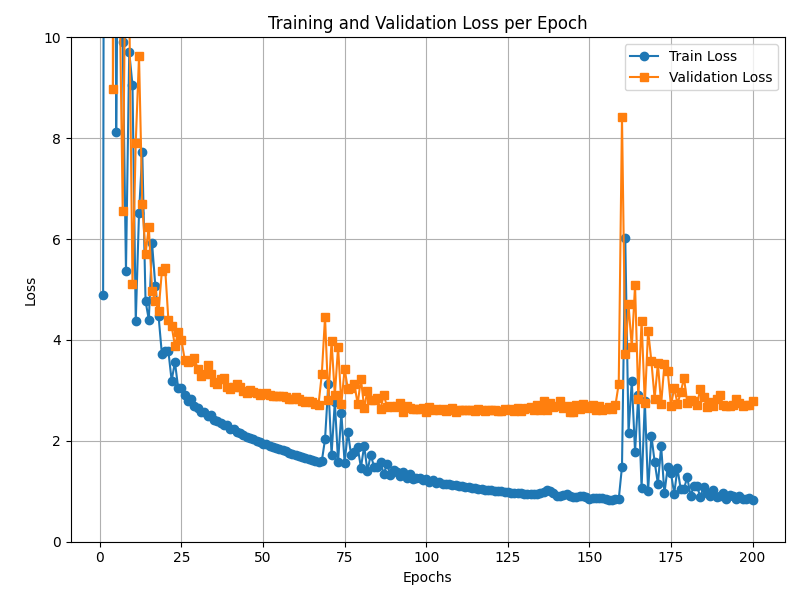 Training and Validation Loss per Epoch
Train Loss
Validation Loss
Loss
10
8
6
4
2
0
0 25 50 75 100 125 150 175 200
Epochs